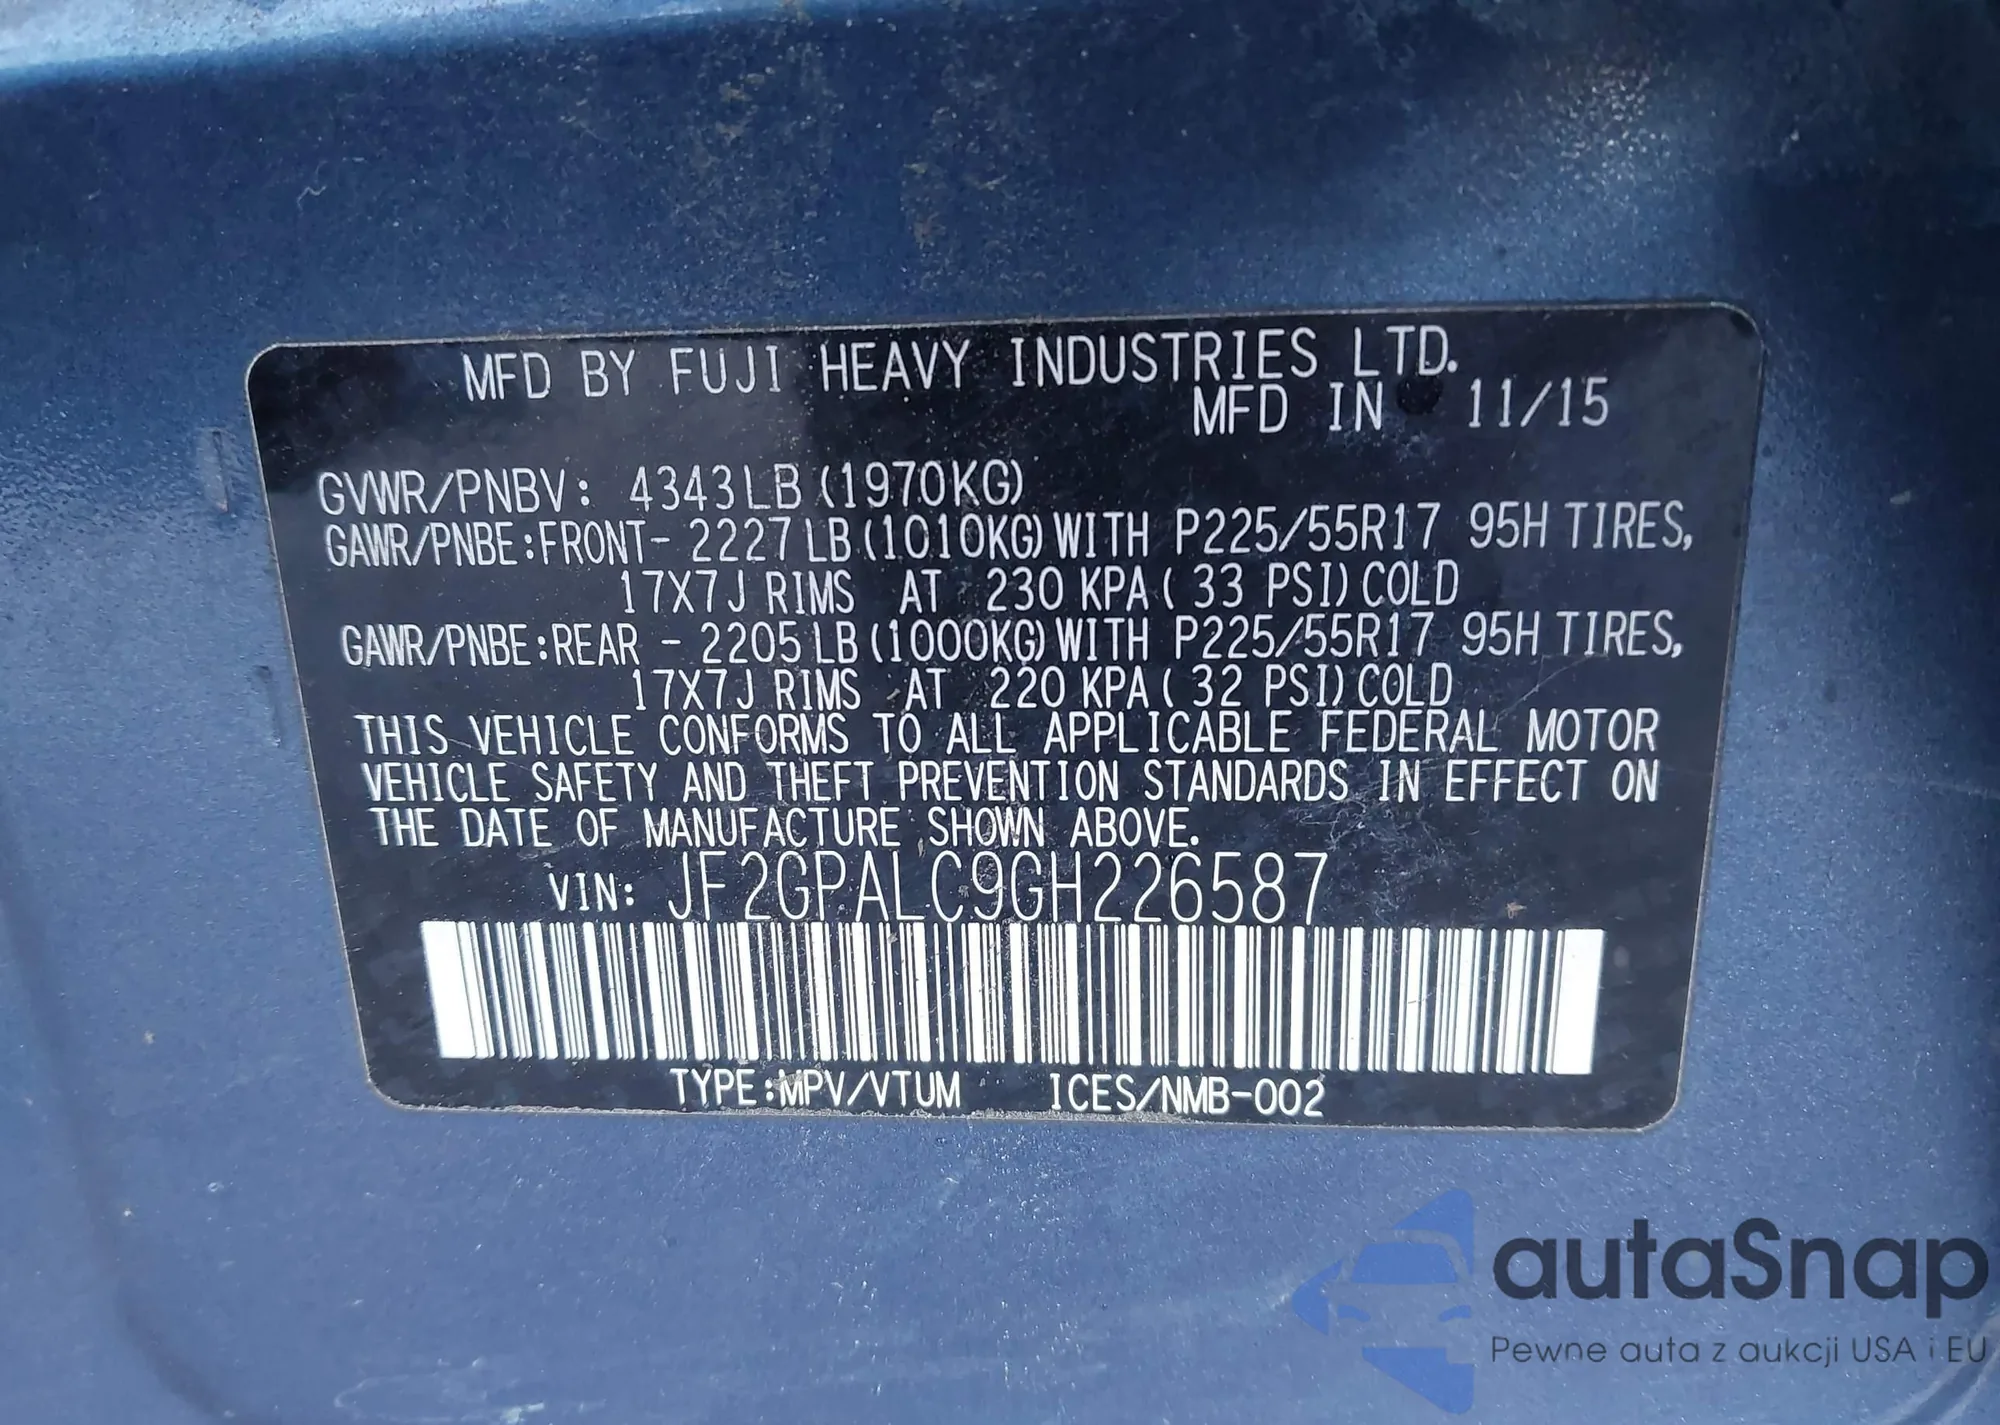 MFD BY FUJI HEAVY INDUSTRIES LTD.
MFD IN 11/15
GVWR/PNBV: 4343LB(1970KG)
GAWR/PNBE:FRONT- 2227LB(1010KG)WITH P225/55R17 95H TIRES,
17X7J RIMS AT 230 KPA( 33 PSI)COLD
GAWR/PNBE:REAR - 2205LB(1000KG)WITH P225/55R17 95H TIRES,
17X7J RIMS AT 220 KPA( 32 PSI)COLD
THIS VEHICLE CONFORMS TO ALL APPLICABLE FEDERAL MOTOR
VEHICLE SAFETY AND THEFT PREVENTION STANDARDS IN EFFECT ON
THE DATE OF MANUFACTURE SHOWN ABOVE.
VIN: JF2GPALC9GH226587
TYPE:MPV/VTUM ICES/NMB-002
autaSnap
Pewne auta z aukcji USA i EU